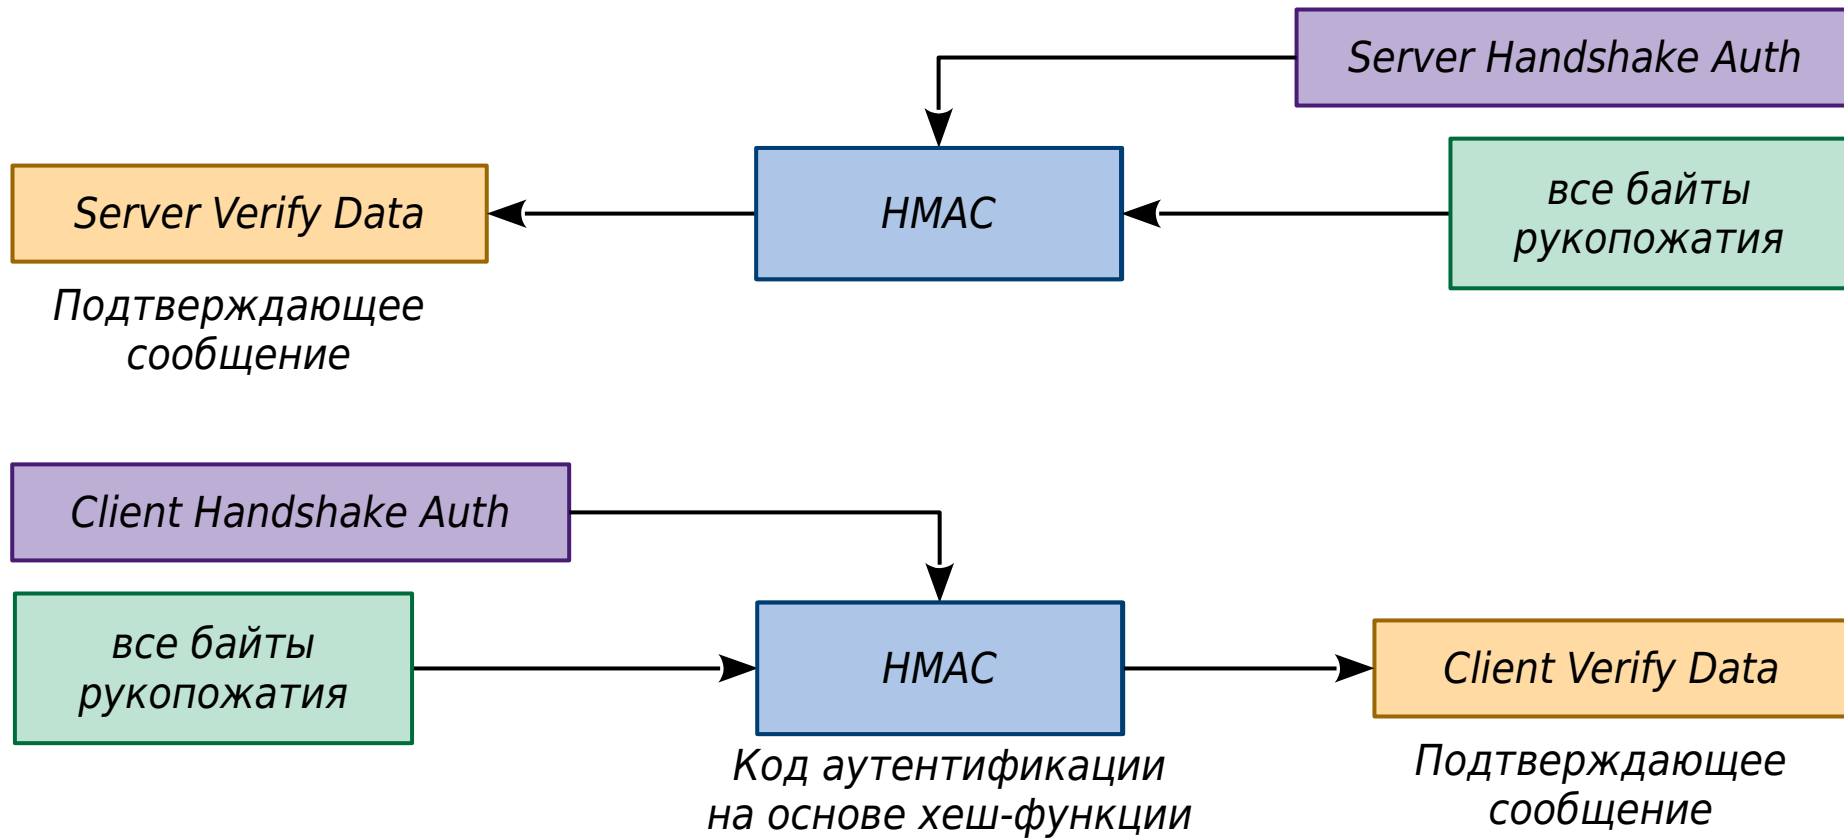 Server Handshake Auth
Server Verify Data
HMAC
все байты
рукопожатия
Подтверждающее
сообщение
Client Handshake Auth
все байты
рукопожатия
HMAC
Client Verify Data
Код аутентификации
на основе хеш-функции
Подтверждающее
сообщение